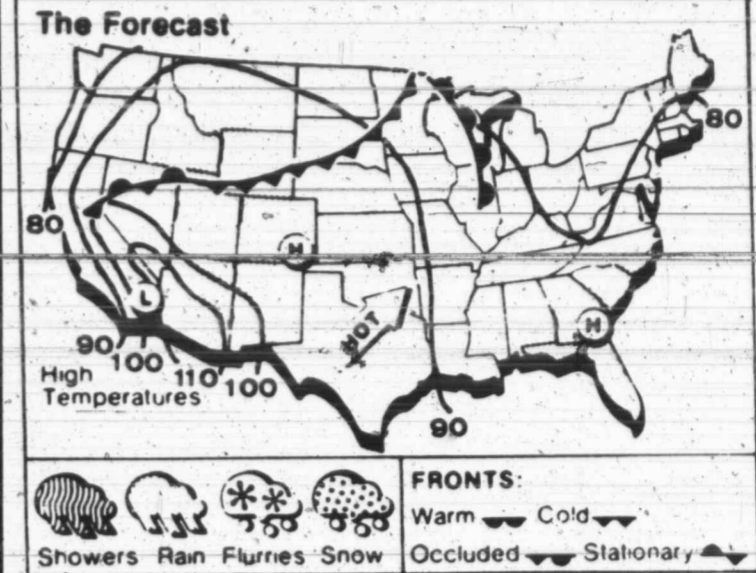 The Forecast
80
80
H
L
HOT
H
90
100
110
100
High
Temperatures
90
Showers Rain Flurries Snow
FRONTS:
Warm Cold
Occluded Stationary